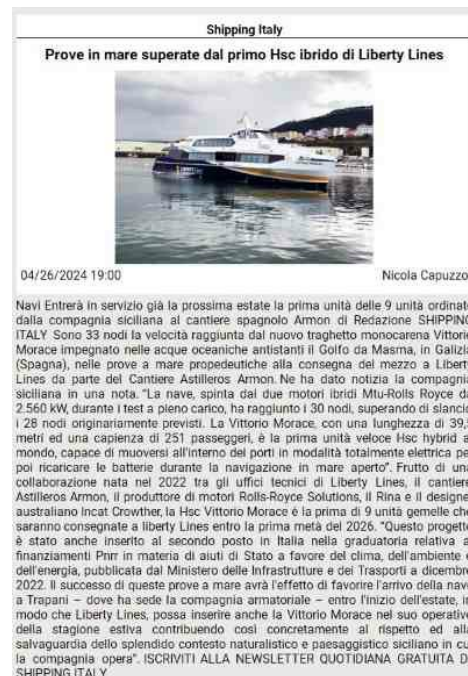 Shipping Italy
Prove in mare superate dal primo Hsc ibrido di Liberty Lines
04/26/2024 19:00 Nicola Capuzzo
Navi Entrerà in servizio già la prossima estate la prima unità delle 9 unità ordinat
dalla compagnia siciliana al cantiere spagnolo Armon di Redazione SHIPPING
ITALY Sono 33 nodi la velocità raggiunta dal nuovo traghetto monocarena Vittorio
Morace impegnato nelle acque oceaniche antistanti il Golfo da Masma, in Galizia
(Spagna), nelle prove a mare propedeutiche alla consegna del mezzo a Liberty
Lines da parte del Cantiere Astilleros Armon. Ne ha dato notizia la compagnia
siciliana in una nota. "La nave, spinta dai due motori ibridi Mtu-Rolls Royce da
2.560 kW, durante i test a pieno carico, ha raggiunto i 30 nodi, superando di slancio
i 28 nodi originariamente previsti. La Vittorio Morace, con una lunghezza di 39,5
metri ed una capienza di 251 passeggeri, è la prima unità veloce Hsc hybrid al
mondo, capace di muoversi all'interno dei porti in modalità totalmente elettrica per
poi ricaricare le batterie durante la navigazione in mare aperto". Frutto di una
collaborazione nata nel 2022 tra gli uffici tecnici di Liberty Lines, il cantiere
Astilleros Armon, il produttore di motori Rolls-Royce Solutions, il Rina e il designer
australiano Incat Crowther, la Hsc Vittorio Morace è la prima di 9 unità gemelle che
saranno consegnate a liberty Lines entro la prima metà del 2026. "Questo progetto
è stato anche inserito al secondo posto in Italia nella graduatoria relativa ai
finanziamenti Pnrr in materia di aiuti di Stato a favore del clima, dell'ambiente e
dell'energia, pubblicata dal Ministero delle Infrastrutture e dei Trasporti a dicembre
2022. Il successo di queste prove a mare avrà l'effetto di favorire l'arrivo della nave
a Trapani – dove ha sede la compagnia armatoriale – entro l'inizio dell'estate, in
modo che Liberty Lines, possa inserire anche la Vittorio Morace nel suo operativo
della stagione estiva contribuendo così concretamente al rispetto ed alla
salvaguardia dello splendido contesto naturalistico e paesaggistico siciliano in cui
la compagnia opera". ISCRIVITI ALLA NEWSLETTER QUOTIDIANA GRATUITA DI
SHIPPING ITALY